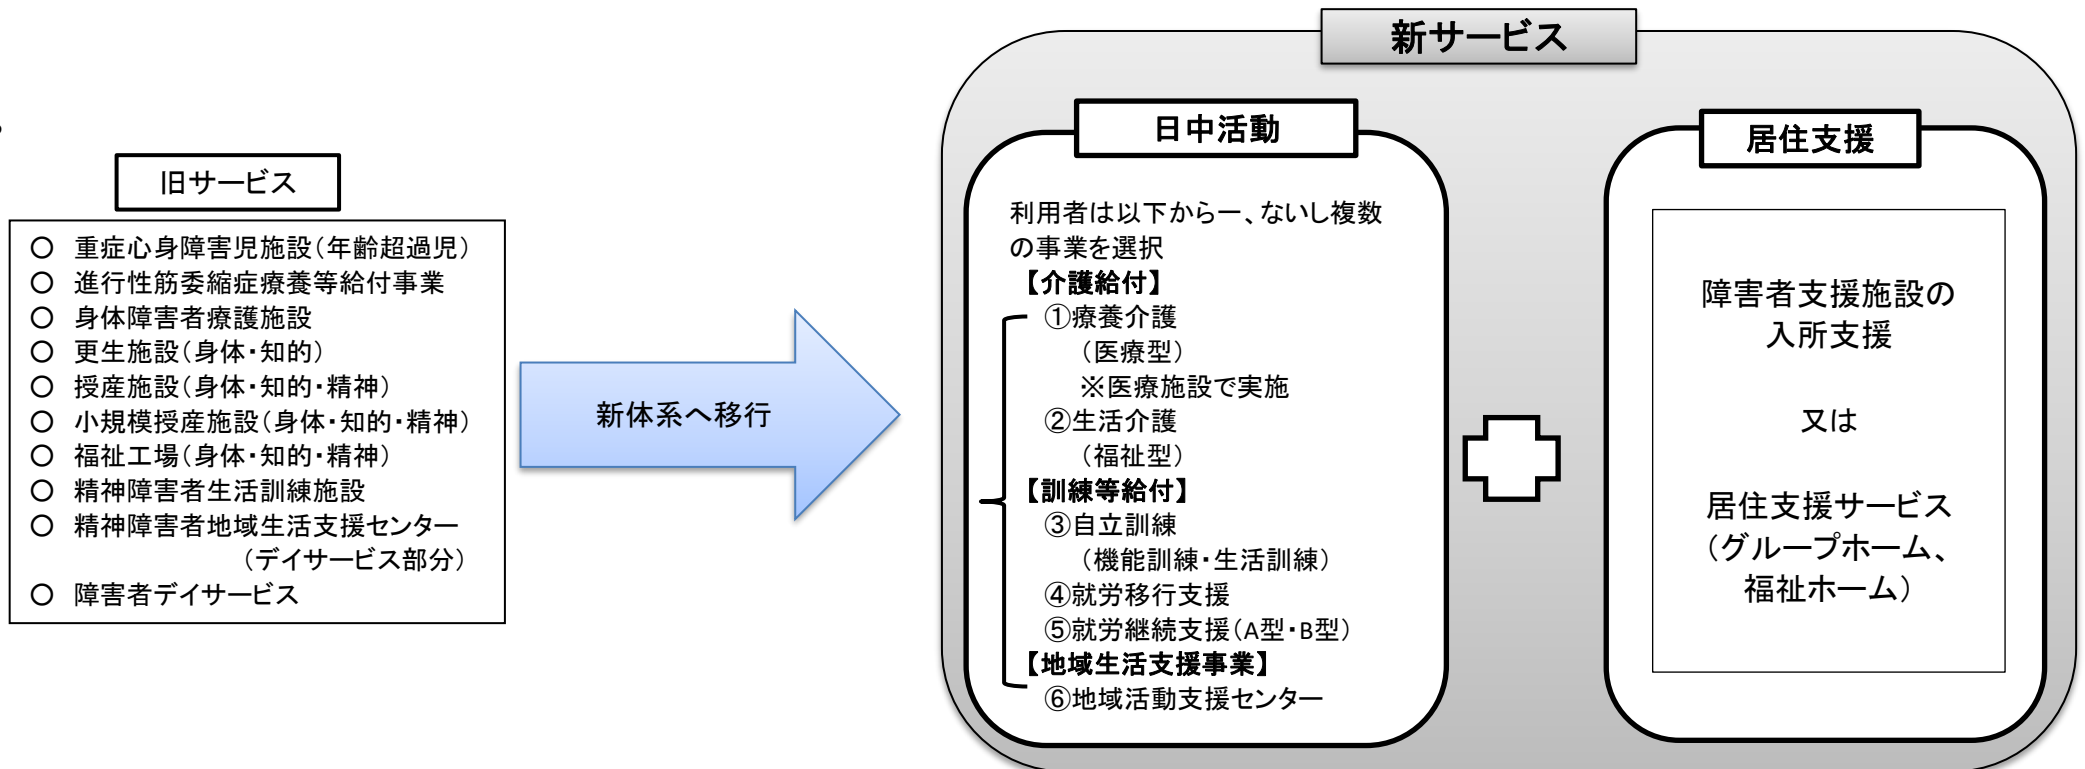 新サービス
旧サービス
○ 重症心身障害児施設(年齢超過児)
○ 進行性筋萎縮症療養等給付事業
○ 身体障害者療護施設
○ 更生施設(身体・知的)
○ 授産施設(身体・知的・精神)
○ 小規模授産施設(身体・知的・精神)
○ 福祉工場(身体・知的・精神)
○ 精神障害者生活訓練施設
○ 精神障害者地域生活支援センター
(デイサービス部分)
○ 障害者デイサービス
新体系へ移行
日中活動
利用者は以下から一、ないし複数
の事業を選択
【介護給付】
①療養介護
(医療型)
※医療施設で実施
②生活介護
(福祉型)
【訓練等給付】
③自立訓練
(機能訓練・生活訓練)
④就労移行支援
⑤就労継続支援(A型・B型)
【地域生活支援事業】
⑥地域活動支援センター
居住支援
障害者支援施設の
入所支援
又は
居住支援サービス
(グループホーム、
福祉ホーム)